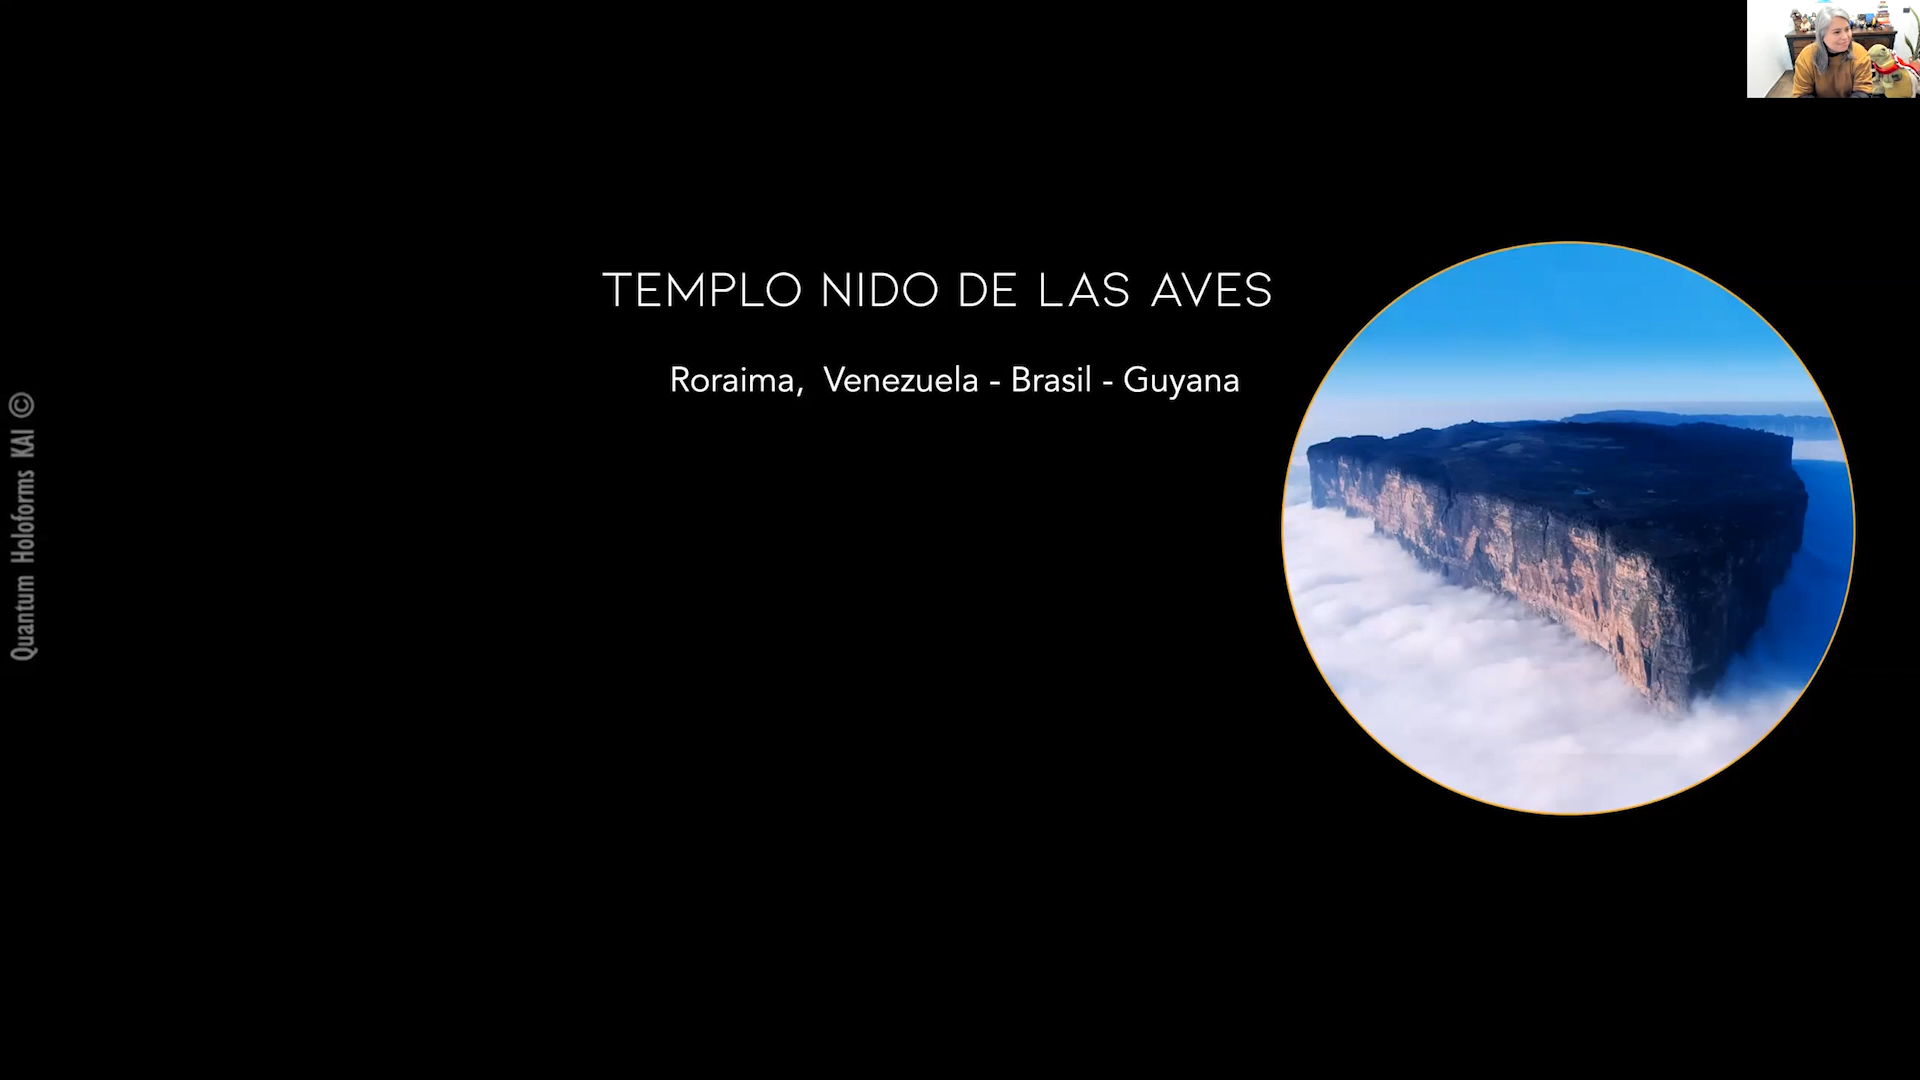 TEMPLO NIDO DE LAS AVES
Roraima, Venezuela - Brasil - Guyana
Quantum Holoforms KAI ©